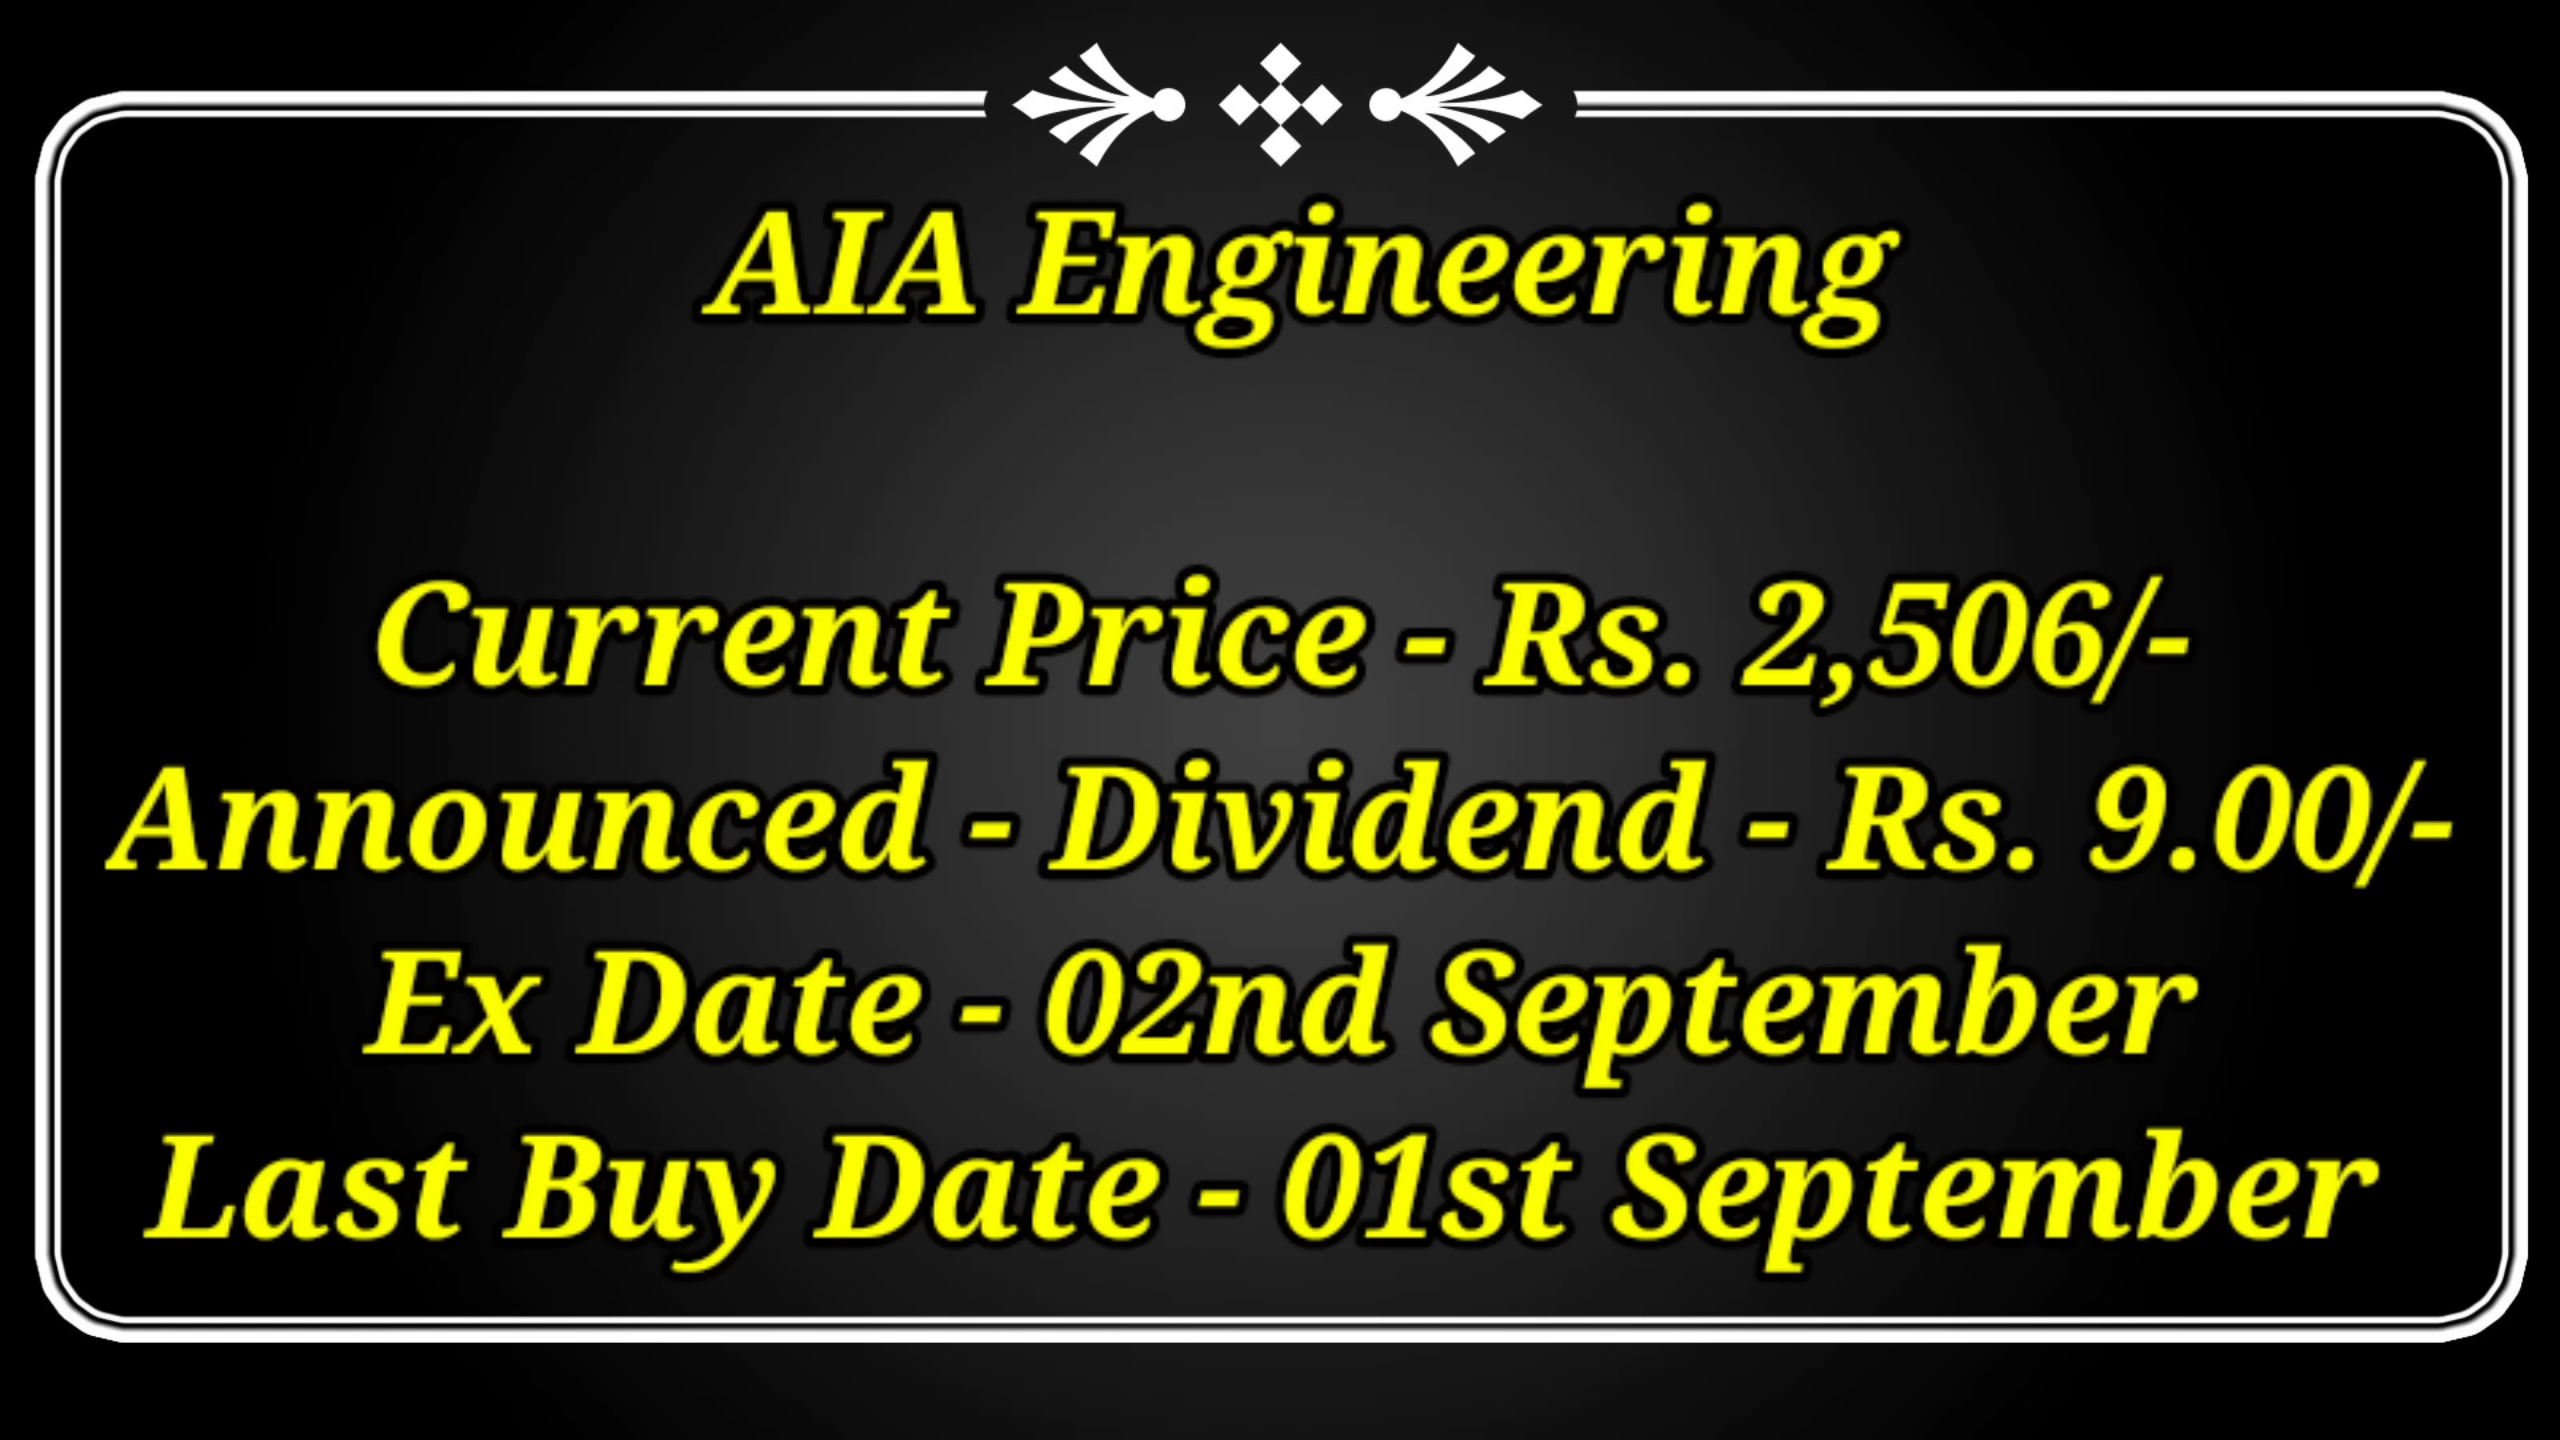 AIA Engineering
Current Price - Rs. 2,506/-
Announced - Dividend - Rs. 9.00/-
Ex Date - 02nd September
Last Buy Date - 01st September